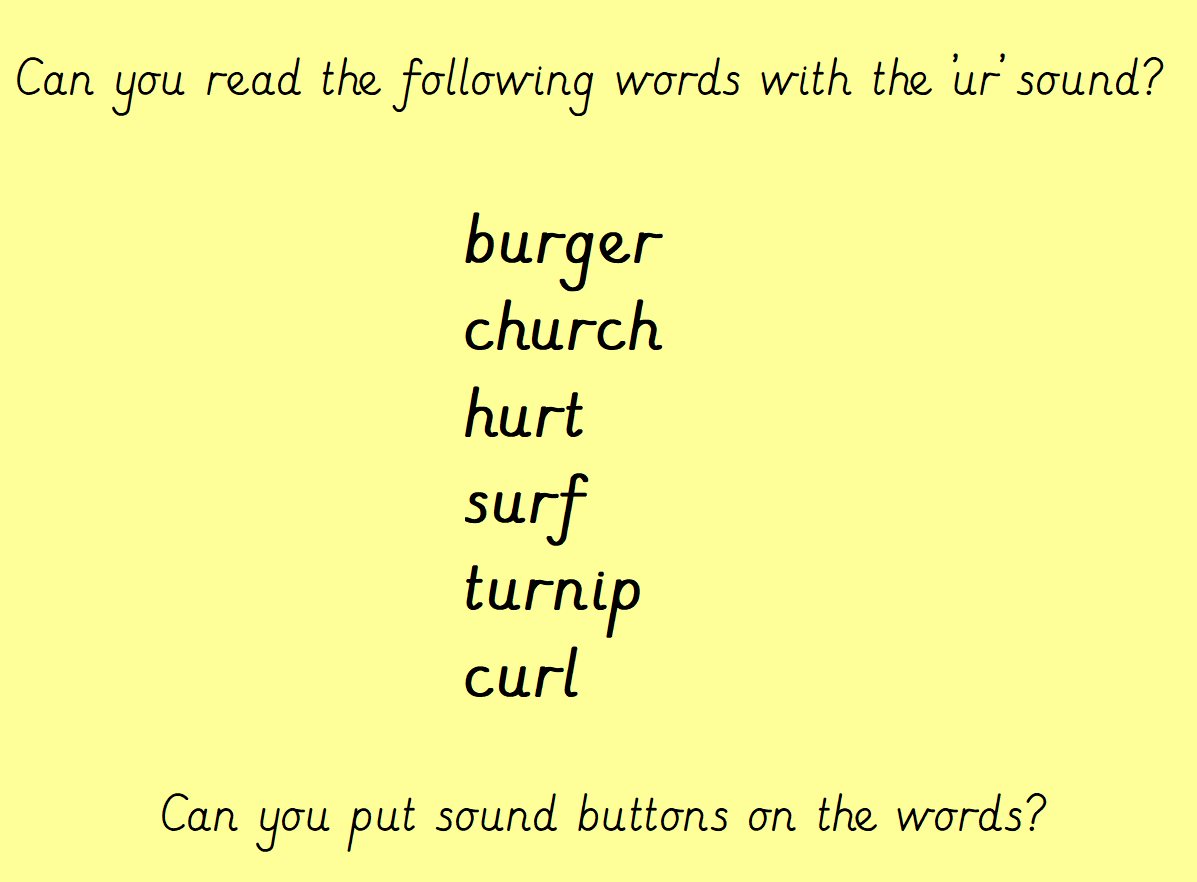 Can you read the following words with the 'ur' sound?
burger
church
hurt
surf
turnip
curl
Can you put sound buttons on the words?